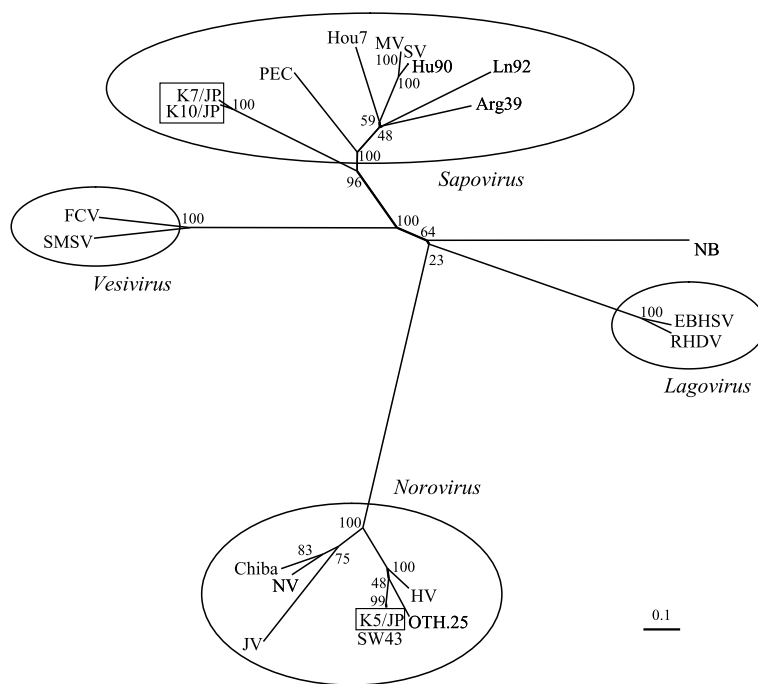 Hou7
MV
SV
100
Hu90
100
Ln92
PEC
K7/JP
K10/JP
100
Arg39
59
48
100
96
Sapovirus
FCV
SMSV
100
Vesivirus
100
64
23
NB
100
EBHSV
RHDV
Lagovirus
Norovirus
100
83
75
Chiba
NV
JV
100
48
HV
99
K5/JP
OTH.25
SW43
0.1